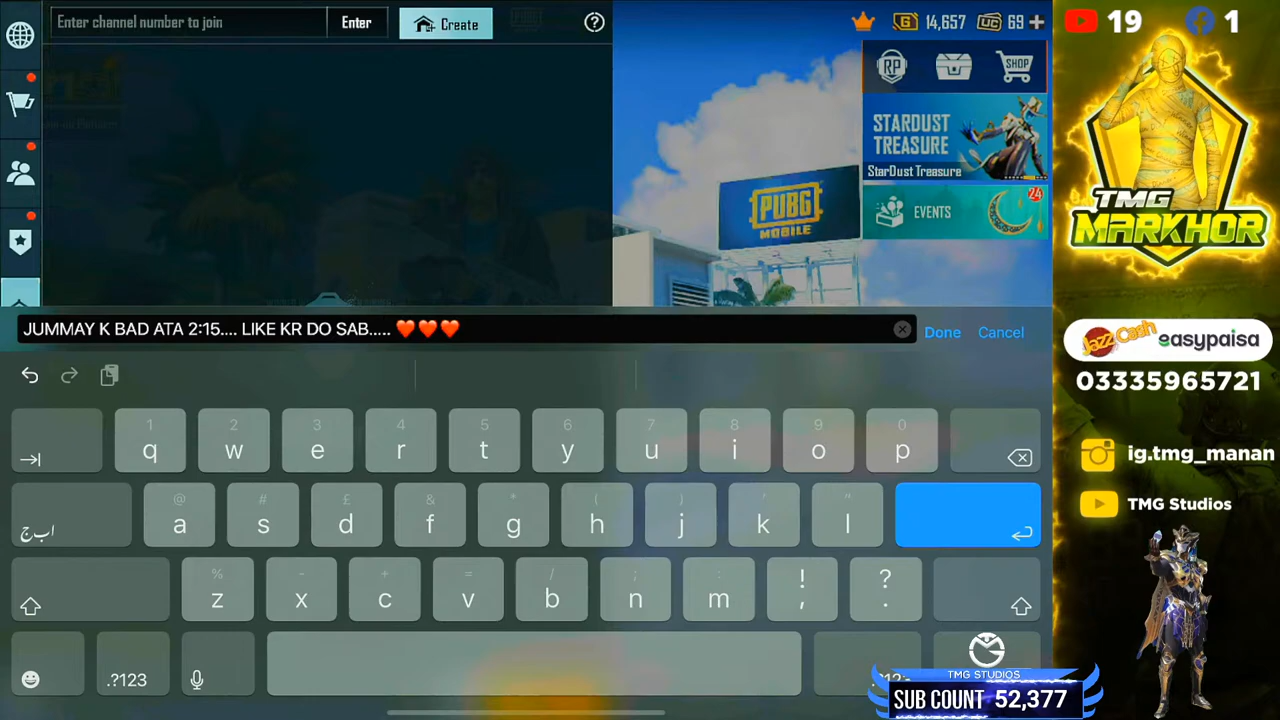 Enter channel number to join
Enter
Create
?
14,657
UC 69 +
19
1
RP
SHOP
STARDUST
TREASURE
StarDust Treasure
EVENTS
24
PUBG
MOBILE
TMG
MARKHOR
JUMMAY K BAD ATA 2:15.... LIKE KR DO SAB..... ❤️❤️❤️
Done
Cancel
JazzCash
easypaisa
03335965721
ig.tmg_manan
TMG Studios
1 2 3 4 5 6 7 8 9 0
q w e r t y u i o p
@ # £ & * ( ) ' "
ا ب ج
a s d f g h j k l
% - + = / ; : ! ?
z x c v b n m , .
.?123
TMG STUDIOS
SUB COUNT 52,377